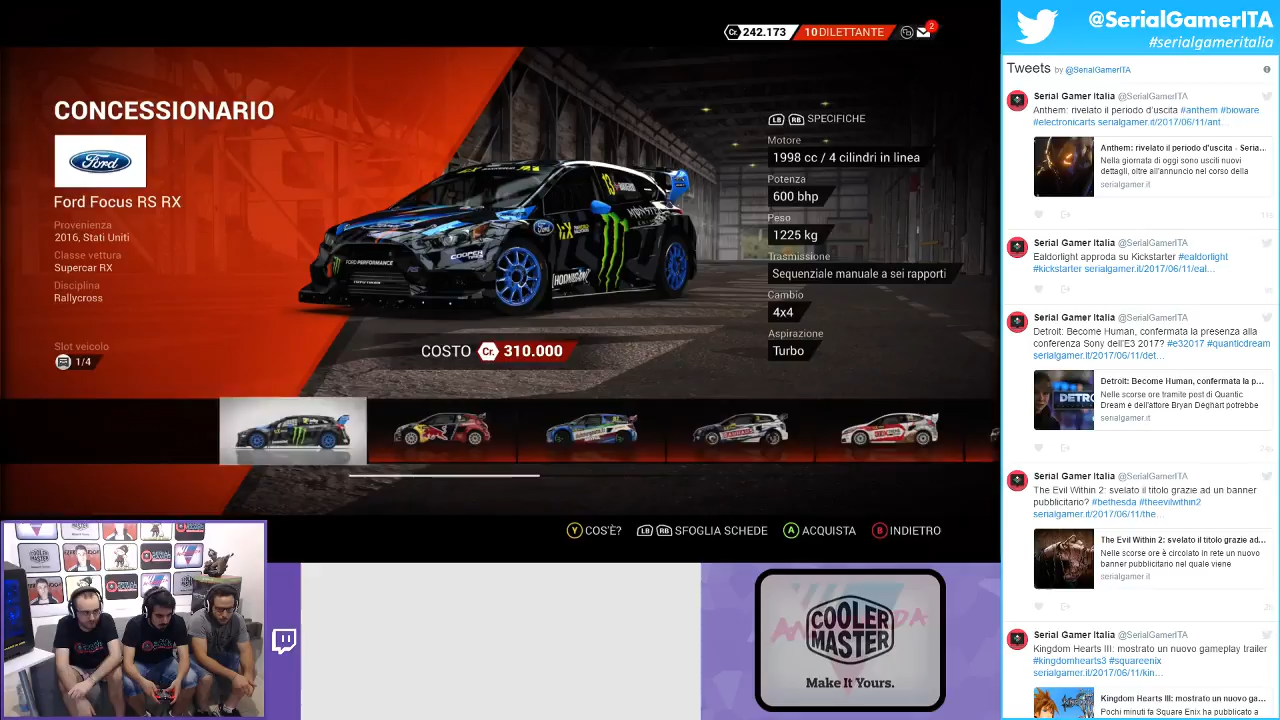 Cr. 242.173
10 DILETTANTE
2
CONCESSIONARIO
Ford
Ford Focus RS RX
Provenienza
2016, Stati Uniti
Classe vettura
Supercar RX
Disciplina
Rallycross
Slot veicolo
1/4
LB RB SPECIFICHE
Motore
1998 cc / 4 cilindri in linea
Potenza
600 bhp
Peso
1225 kg
Trasmissione
Sequenziale manuale a sei rapporti
Cambio
4x4
Aspirazione
Turbo
13
FORD PERFORMANCE
COOPER
Ford
HOONIGAN
COSTO Cr. 310.000
Y COS'È? LB RB SFOGLIA SCHEDE A ACQUISTA B INDIETRO
COOLER
MASTER
Make It Yours.
@SerialGamerITA
#serialgameritalia
Tweets by @SerialGamerITA
Serial Gamer Italia @SerialGamerITA
Anthem: rivelato il periodo d'uscita #anthem #bioware
#electronicarts serialgamer.it/2017/06/11/ant…
Anthem: rivelato il periodo d'uscita - Seria...
Nella giornata di oggi sono usciti nuovi
dettagli, oltre all'annuncio nel corso della
serialgamer.it
Serial Gamer Italia @SerialGamerITA
Ealdorlight approda su Kickstarter #ealdorlight
#kickstarter serialgamer.it/2017/06/11/eal…
Serial Gamer Italia @SerialGamerITA
Detroit: Become Human, confermata la presenza alla
conferenza Sony dell'E3 2017? #e32017 #quanticdream
serialgamer.it/2017/06/11/det…
DETRO
Detroit: Become Human, confermata la p...
Nelle scorse ore tramite post di Quantic
Dream e dell'attore Bryan Deghart potrebbe
serialgamer.it
Serial Gamer Italia @SerialGamerITA
The Evil Within 2: svelato il titolo grazie ad un banner
pubblicitario? #bethesda #theevilwithin2
serialgamer.it/2017/06/11/the…
The Evil Within 2: svelato il titolo grazie ad...
Nelle scorse ore è circolato in rete un nuovo
banner pubblicitario nel quale viene
serialgamer.it
2h
Serial Gamer Italia @SerialGamerITA
Kingdom Hearts III: mostrato un nuovo gameplay trailer
#kingdomhearts3 #squareenix
serialgamer.it/2017/06/11/kin…
Kingdom Hearts III: mostrato un nuovo ga...
Pochi minuti fa Square Enix ha pubblicato a